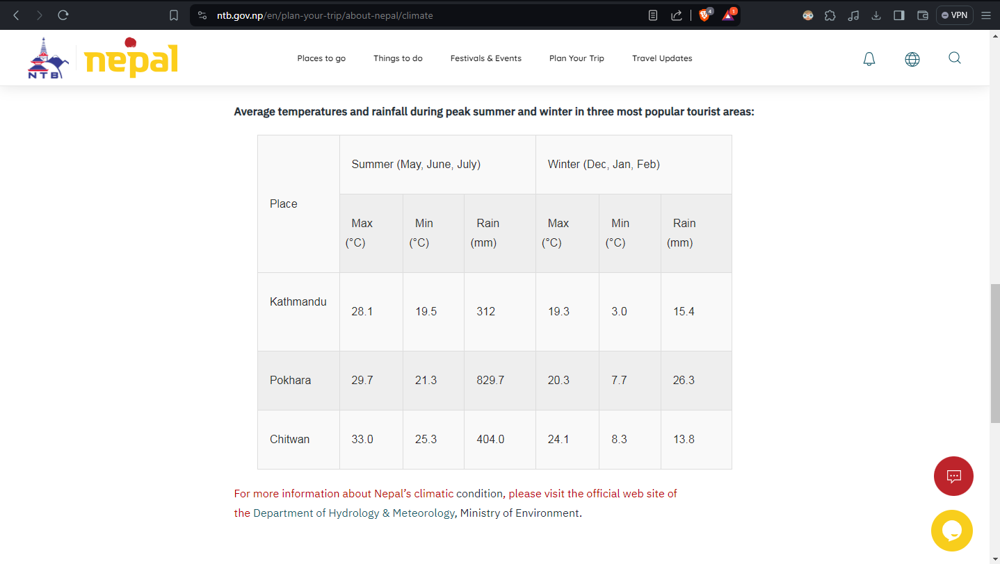 ntb.gov.np/en/plan-your-trip/about-nepal/climate
4
1
VPN
NTB
nepal
Places to go
Things to do
Festivals & Events
Plan Your Trip
Travel Updates
Average temperatures and rainfall during peak summer and winter in three most popular tourist areas:
Place
Summer (May, June, July)
Winter (Dec, Jan, Feb)
Max (°C) Min (°C) Rain (mm) Max (°C) Min (°C) Rain (mm)
Kathmandu 28.1 19.5 312 19.3 3.0 15.4
Pokhara 29.7 21.3 829.7 20.3 7.7 26.3
Chitwan 33.0 25.3 404.0 24.1 8.3 13.8
For more information about Nepal’s climatic condition, please visit the official web site of
the Department of Hydrology & Meteorology, Ministry of Environment.